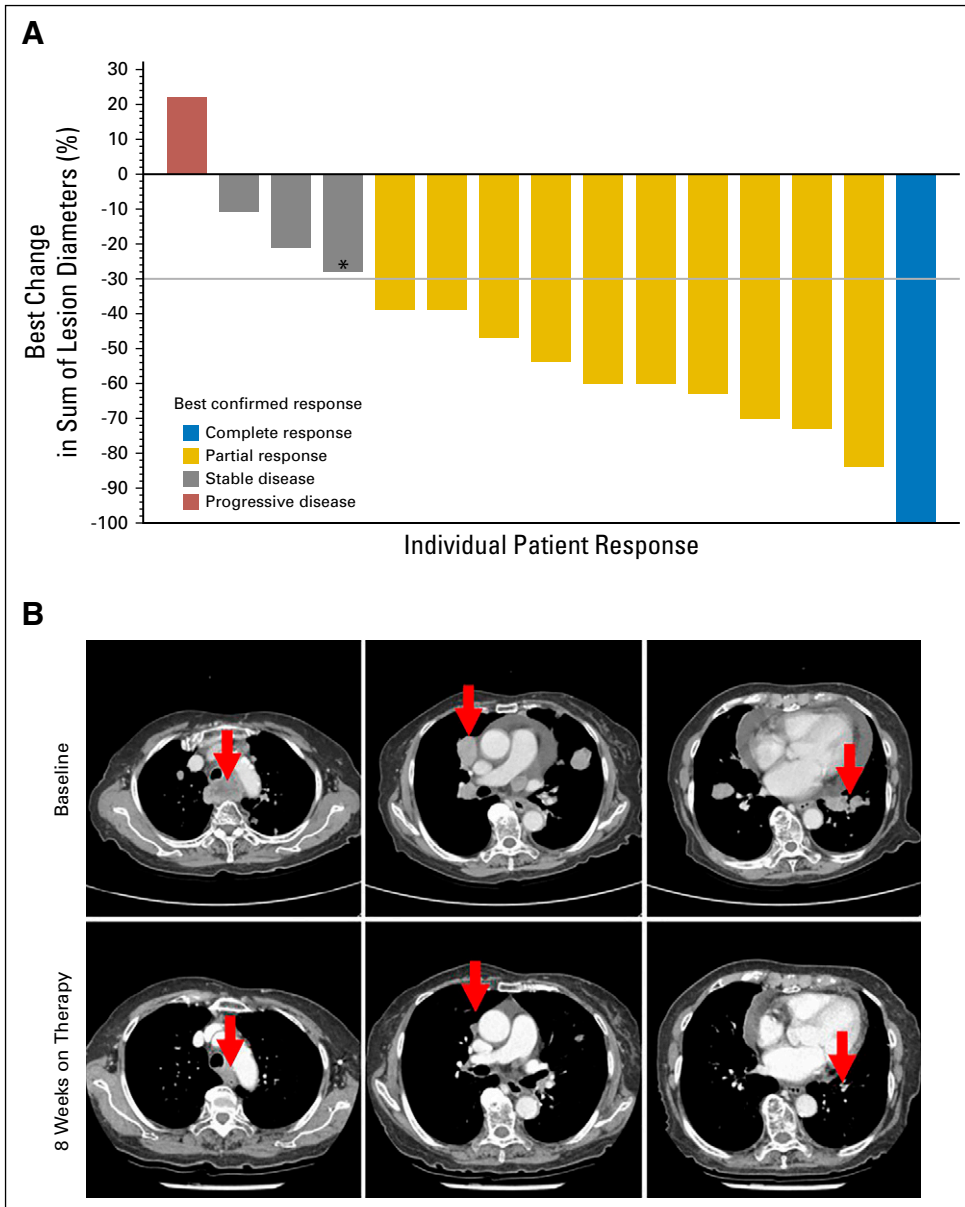 A
Best Change
in Sum of Lesion Diameters (%)
30
20
10
0
-10
-20
-30
-40
-50
-60
-70
-80
-90
-100
*
Best confirmed response
Complete response
Partial response
Stable disease
Progressive disease
Individual Patient Response
B
Baseline
8 Weeks on Therapy